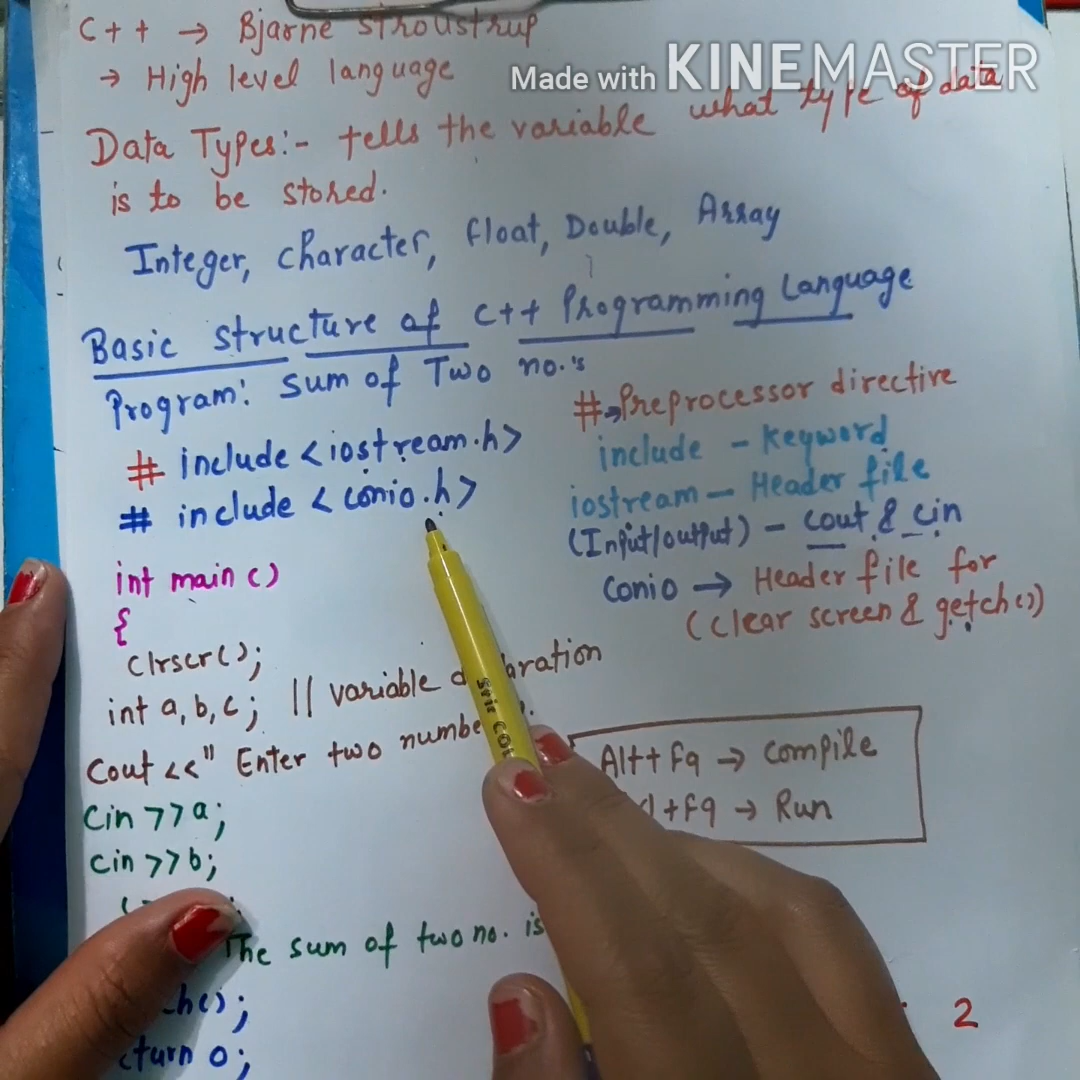 C++ → Bjarne Stroustrup
→ High level language
Made with KINEMASTER
Data Types:- tells the variable what type of data
is to be stored.
Integer, Character, float, Double, Array
Basic structure of C++ Programming Language
Program: Sum of Two no.'s
# include <iostream.h>
# include <conio.h>
#→Preprocessor directive
include - Keyword
iostream - Header file
(Input/output) - cout & cin
Conio → Header file for
(clear screen & getch())
int main()
{
clrscr();
int a, b, c; // variable
Cout <<" Enter two
Cin >>a;
cin >>b;
The sum of two no. is
return 0;
Alt+F9 → Compile
+F9 → Run
2